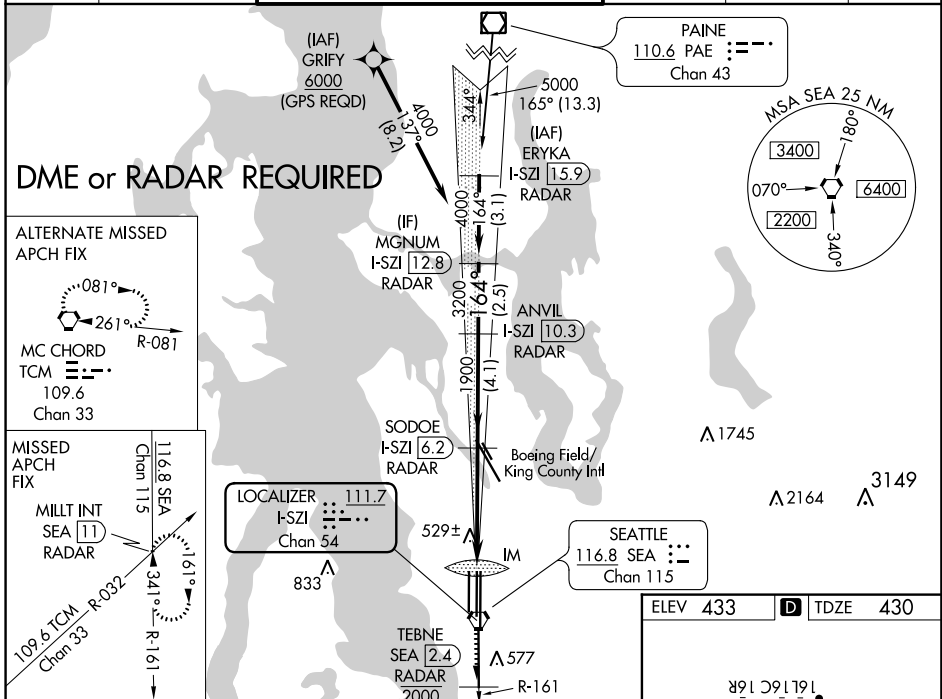 PAINE
110.6 PAE
Chan 43
(IAF)
GRIFY
6000
(GPS REQD)
4000
137°
(8.2)
344°
5000
165° (13.3)
(IAF)
ERYKA
I-SZI 15.9
RADAR
MSA SEA 25 NM
180°
3400
070°
6400
2200
340°
DME or RADAR REQUIRED
4000
164°
(3.1)
(IF)
MGNUM
I-SZI 12.8
RADAR
3200
164°
(2.5)
ANVIL
I-SZI 10.3
RADAR
1900
(4.1)
ALTERNATE MISSED
APCH FIX
081°
261°
R-081
MC CHORD
TCM
109.6
Chan 33
SODOE
I-SZI 6.2
RADAR
Boeing Field/
King County Intl
1745
2164
3149
MISSED
APCH
FIX
116.8 SEA
Chan 115
MILLT INT
SEA 11
RADAR
161°
341°
R-161
109.6 TCM R-032
Chan 33
LOCALIZER 111.7
I-SZI
Chan 54
529±
IM
833
SEATTLE
116.8 SEA
Chan 115
TEBNE
SEA 2.4
RADAR
2000
577
R-161
ELEV 433 D TDZE 430
16L 16C 16R